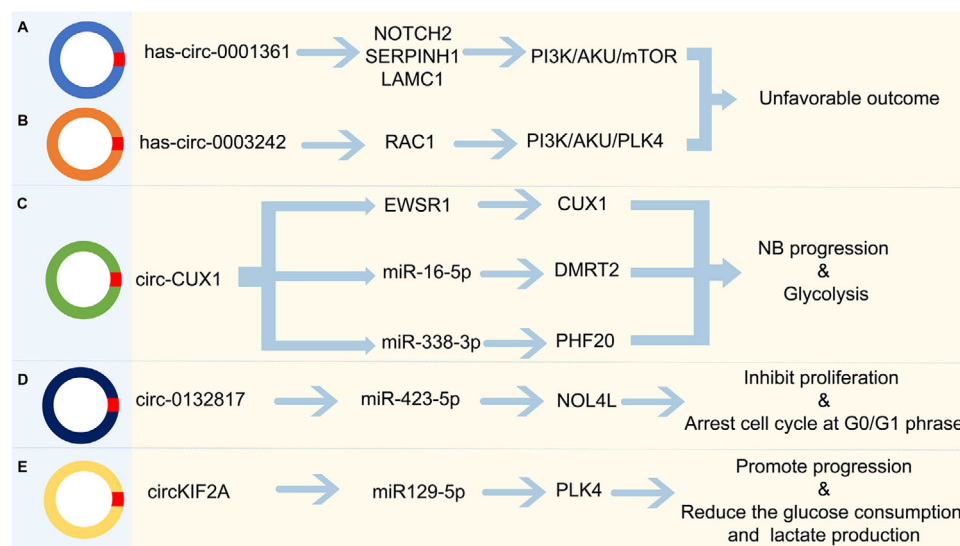 A
has-circ-0001361
NOTCH2
SERPINH1
LAMC1
PI3K/AKU/mTOR
B
has-circ-0003242
RAC1
PI3K/AKU/PLK4
Unfavorable outcome
C
circ-CUX1
EWSR1
CUX1
miR-16-5p
DMRT2
miR-338-3p
PHF20
NB progression
&
Glycolysis
D
circ-0132817
miR-423-5p
NOL4L
Inhibit proliferation
&
Arrest cell cycle at G0/G1 phrase
E
circKIF2A
miR129-5p
PLK4
Promote progression
&
Reduce the glucose consumption
and lactate production